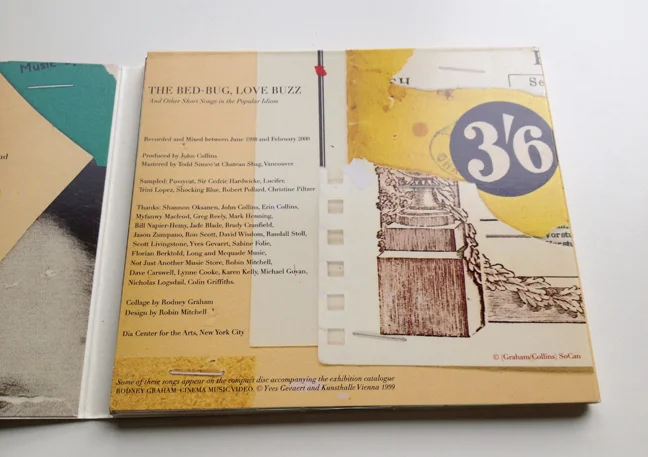 Music
THE BED-BUG, LOVE BUZZ
And Other Short Songs in the Popular Idiom
Recorded and Mixed between June 1998 and February 2000
Produced by John Collins
Mastered by Todd Simco at Chateau Shug, Vancouver
Sampled: Pussycat, Sir Cedric Hardwicke, Lucifer,
Trini Lopez, Shocking Blue, Robert Pollard, Christine Piltzer
Thanks: Shannon Oksanen, John Collins, Erin Collins,
Myfanwy Macleod, Greg Reely, Mark Henning,
Bill Napier-Hemy, Jade Blade, Brady Cranfield,
Jason Zumpano, Ron Scott, David Wisdom, Randall Stoll,
Scott Livingstone, Yves Gevaert, Sabine Folie,
Florian Berktold, Long and Mcquade Music,
Not Just Another Music Store, Robin Mitchell,
Dave Carswell, Lynne Cooke, Karen Kelly, Michael Govan,
Nicholas Logsdail, Colin Griffiths.
Collage by Rodney Graham
Design by Robin Mitchell
Dia Center for the Arts, New York City
Some of these songs appear on the compact disc accompanying the exhibition catalogue
RODNEY GRAHAM: CINEMA MUSIC VIDEO. © Yves Gevaert and Kunsthalle Vienna 1999
3'6
© [Graham/Collins] SoCan